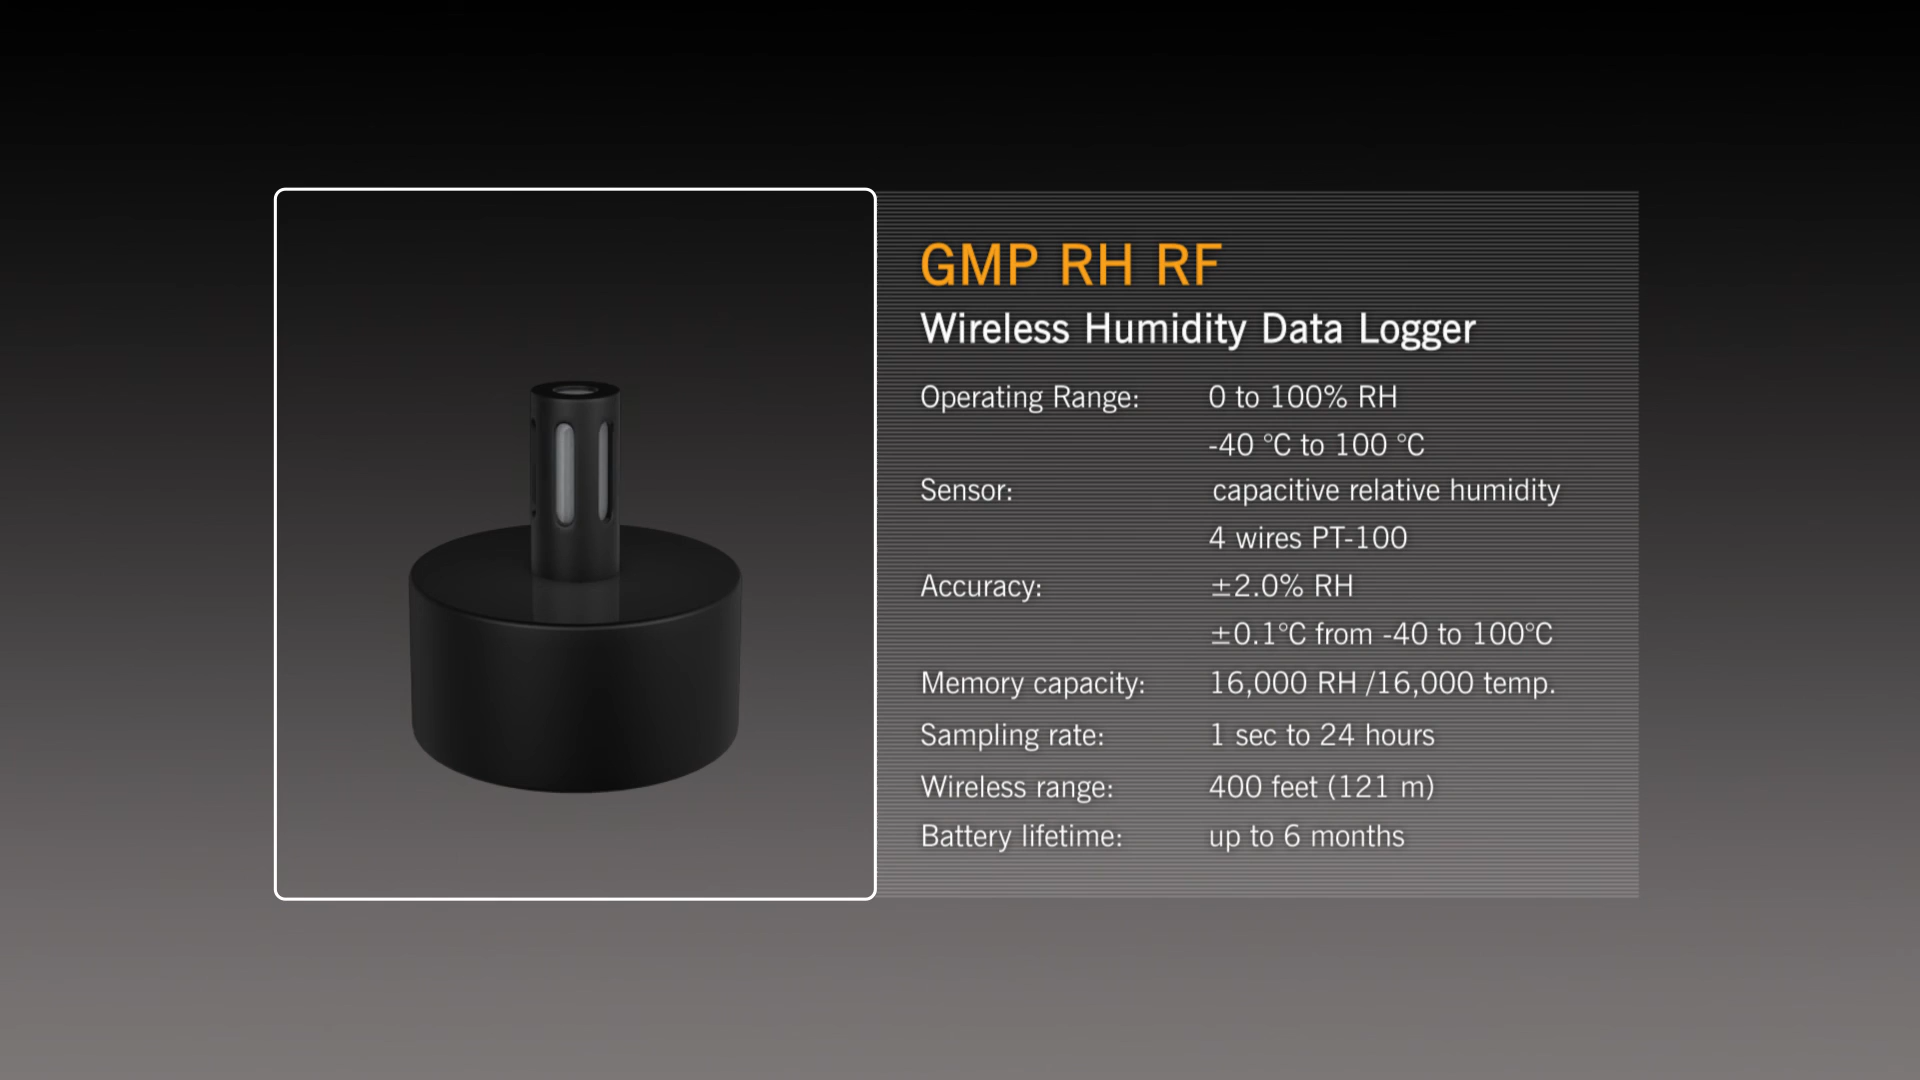 GMP RH RF
Wireless Humidity Data Logger
Operating Range: 0 to 100% RH
-40 °C to 100 °C
Sensor: capacitive relative humidity
4 wires PT-100
Accuracy: ±2.0% RH
±0.1°C from -40 to 100°C
Memory capacity: 16,000 RH /16,000 temp.
Sampling rate: 1 sec to 24 hours
Wireless range: 400 feet (121 m)
Battery lifetime: up to 6 months